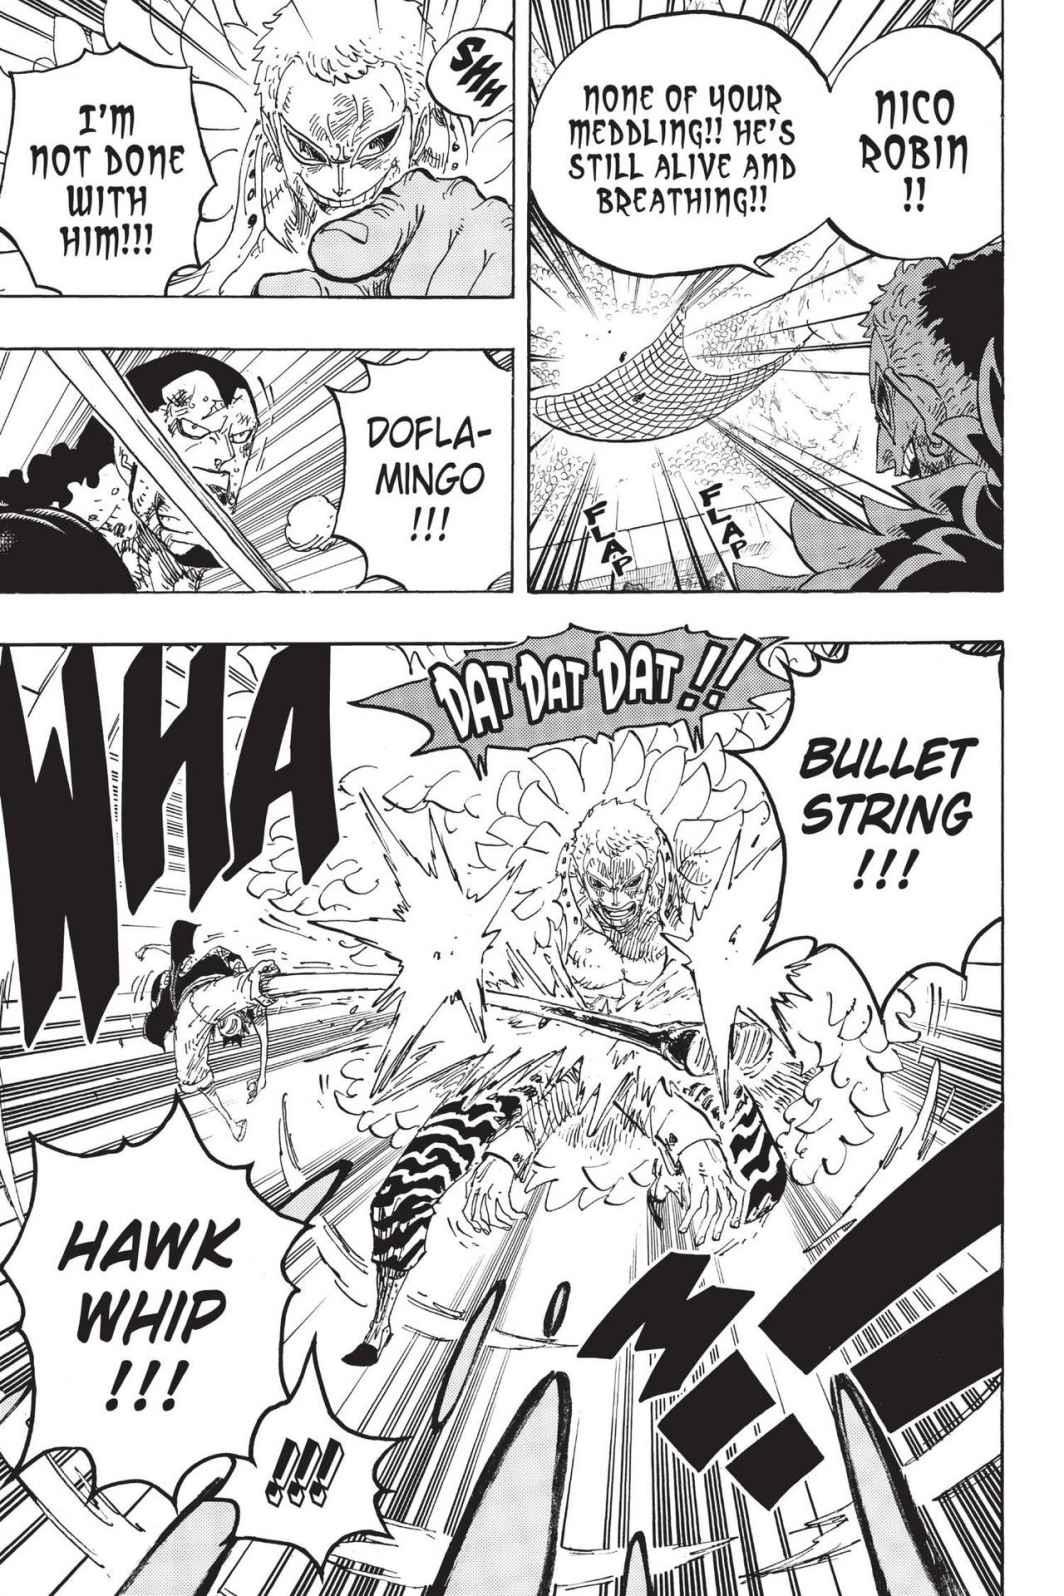 NICO
ROBIN
!!
NONE OF YOUR
MEDDLING!! HE'S
STILL ALIVE AND
BREATHING!!
FLAP
FLAP
SHH
I'M
NOT DONE
WITH
HIM!!!
DOFLA-
MINGO
!!!
DAT DAT DAT!!
BULLET
STRING
!!!
WHA
M!!
HAWK
WHIP
!!!
!!!